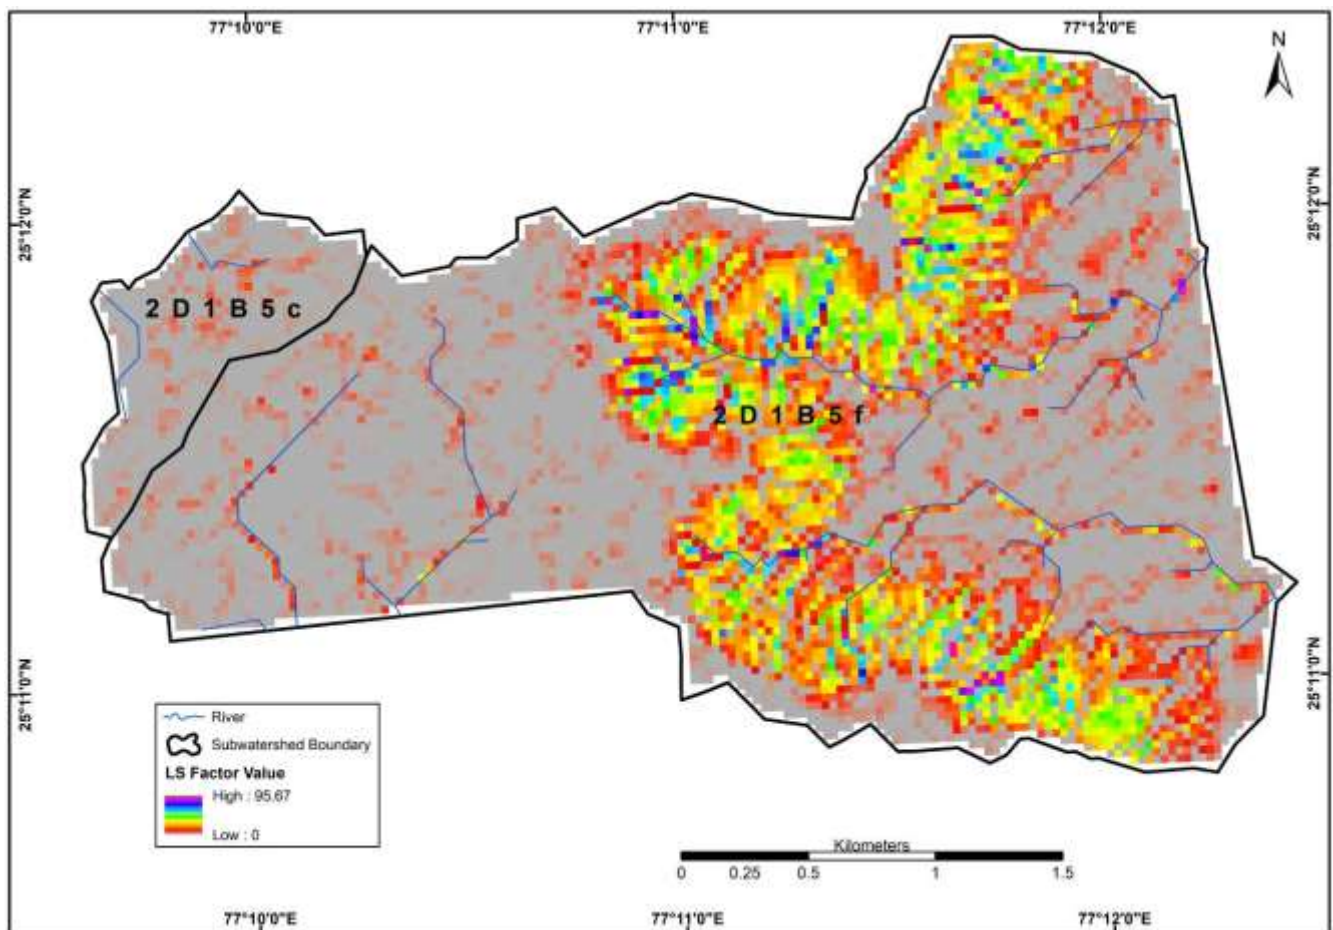 77°10'0"E 77°11'0"E 77°12'0"E
N
25°12'0"N 25°12'0"N
2 D 1 B 5 c
2 D 1 B 5 f
25°11'0"N 25°11'0"N
River
Subwatershed Boundary
LS Factor Value
High : 95.67
Low : 0
Kilometers
0 0.25 0.5 1 1.5
77°10'0"E 77°11'0"E 77°12'0"E